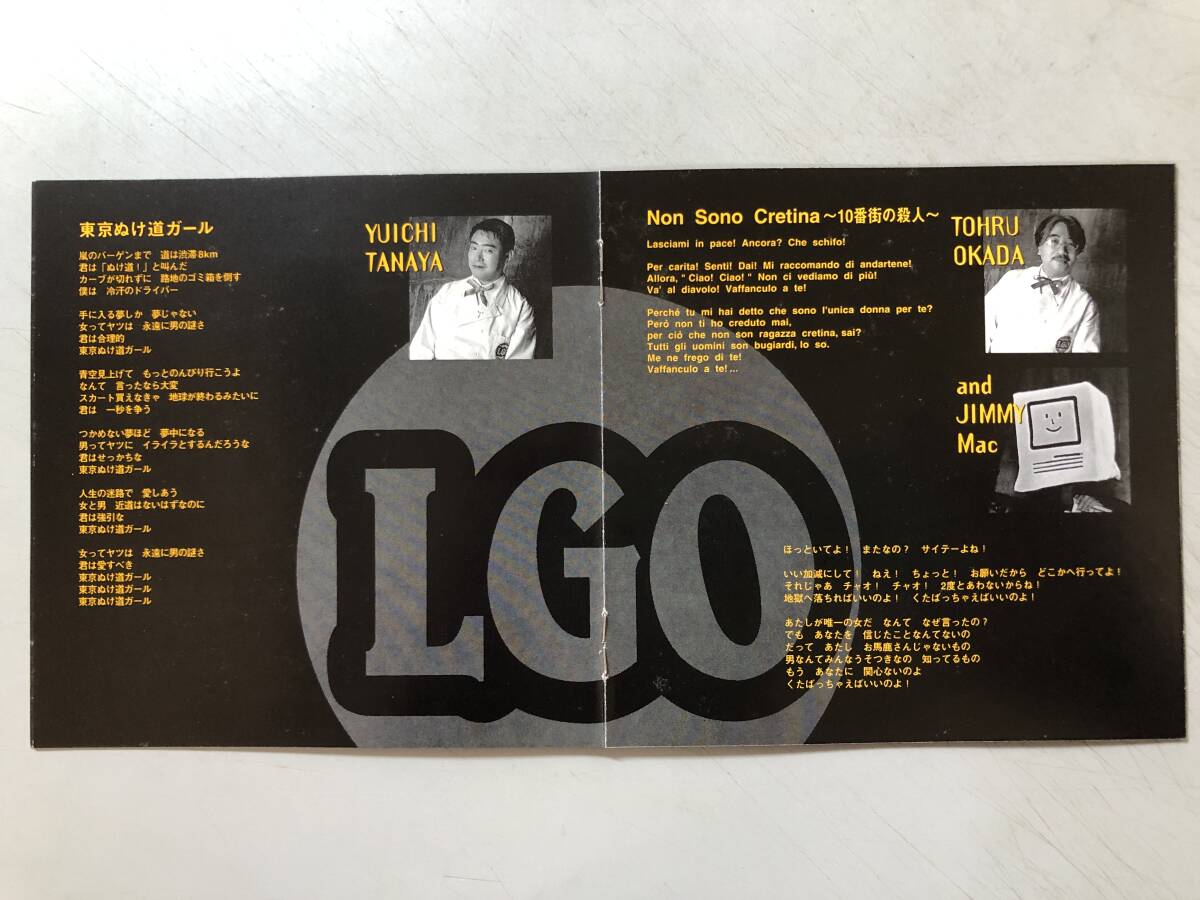 東京ぬけ道ガール
嵐のバーゲンまで 道は渋滞8km
君は「ぬけ道!」と叫んだ
カーブが切れずに 路地のゴミ箱を倒す
僕は 冷汗のドライバー
手に入る夢しか 夢じゃない
女ってヤツは 永遠に男の謎さ
君は合理的
東京ぬけ道ガール
青空見上げて もっとのんびり行こうよ
なんて 言ったなら大変
スカート買えなきゃ 地球が終わるみたいに
君は 一秒を争う
つかめない夢ほど 夢中になる
男ってヤツに イライラとするんだろうな
君はせっかちな
東京ぬけ道ガール
人生の迷路で 愛しあう
女と男 近道はないはずなのに
君は強引な
東京ぬけ道ガール
女ってヤツは 永遠に男の謎さ
君は愛すべき
東京ぬけ道ガール
東京ぬけ道ガール
東京ぬけ道ガール
YUICHI
TANAYA
LGO
Non Sono Cretina〜10番街の殺人〜
Lasciami in pace! Ancora? Che schifo!
Per carita! Senti! Dai! Mi raccomando di andartene!
Allora, " Ciao! Ciao! " Non ci vediamo di più!
Va' al diavolo! Vaffanculo a te!
Perché tu mi hai detto che sono l'unica donna per te?
Però non ti ho creduto mai,
per ció che non son ragazza cretina, sai?
Tutti gli uomini son bugiardi, lo so.
Me ne frego di te!
Vaffanculo a te! ...
TOHRU
OKADA
and
JIMMY
Mac
ほっといてよ! またなの? サイテーよね!
いい加減にして! ねえ! ちょっと! お願いだから どこかへ行ってよ!
それじゃあ チャオ! チャオ! 2度とあわないからね!
地獄へ落ちればいいのよ! くたばっちゃえばいいのよ!
あたしが唯一の女だ なんて なぜ言ったの?
でも あなたを 信じたことなんてないの
だって あたし お馬鹿さんじゃないもの
男なんてみんなうそつきなの 知ってるもの
もう あなたに 関心ないのよ
くたばっちゃえばいいのよ!